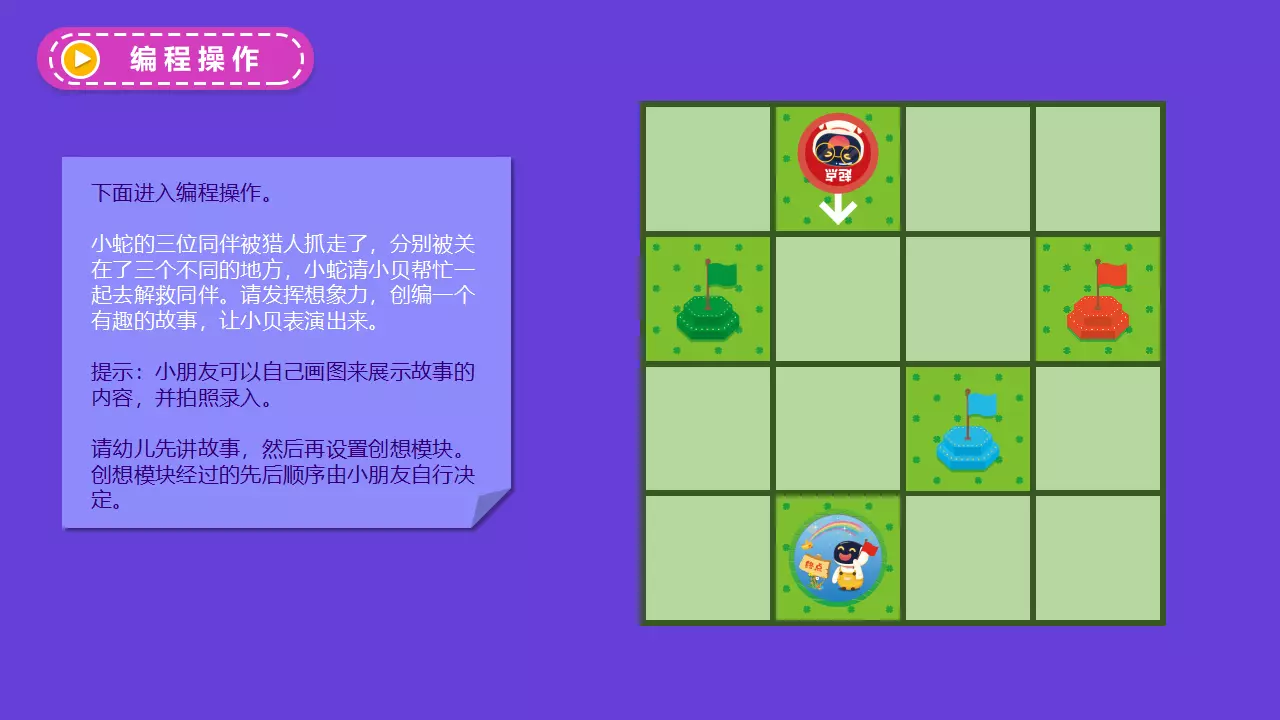 编程操作
下面进入编程操作。
小蛇的三位同伴被猎人抓走了，分别被关
在了三个不同的地方，小蛇请小贝帮忙一
起去解救同伴。请发挥想象力，创编一个
有趣的故事，让小贝表演出来。
提示：小朋友可以自己画图来展示故事的
内容，并拍照录入。
请幼儿先讲故事，然后再设置创想模块。
创想模块经过的先后顺序由小朋友自行决
定。
起点
终点